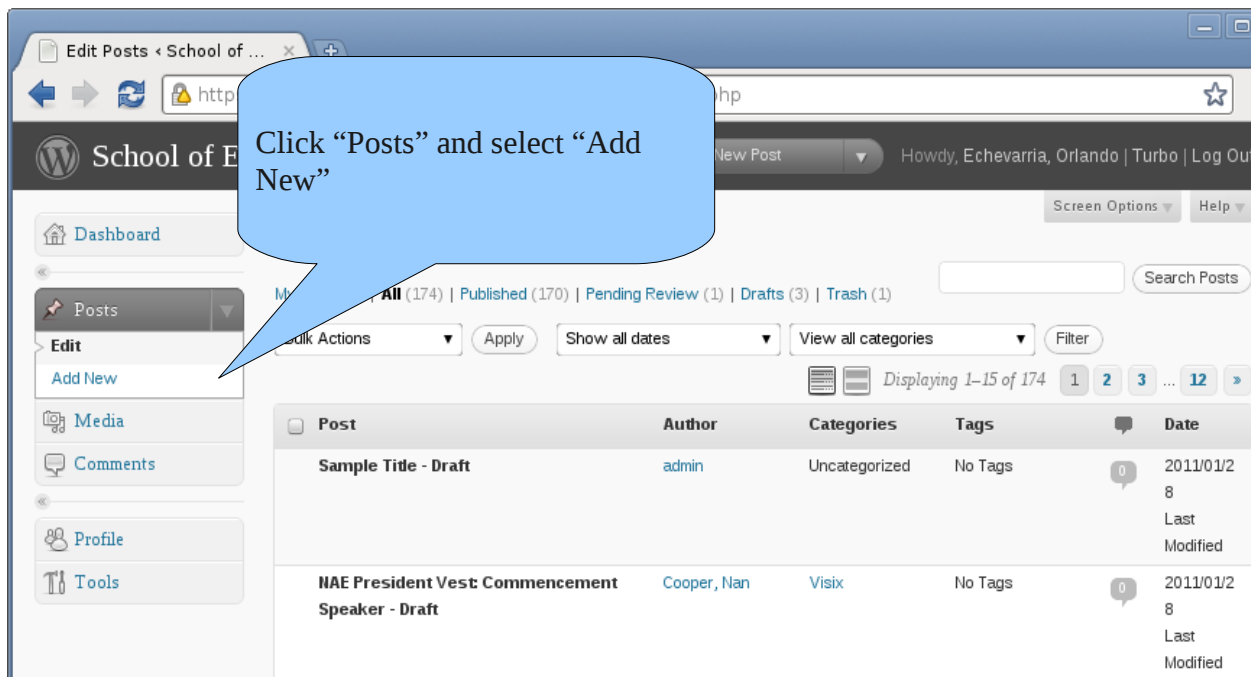 Edit Posts ‹ School of ...
http
hp
Click “Posts” and select “Add
New”
School of E
New Post
Howdy, Echevarria, Orlando | Turbo | Log Ou
Screen Options
Help
Dashboard
Search Posts
All (174) | Published (170) | Pending Review (1) | Drafts (3) | Trash (1)
Posts
Edit
Add New
Media
Comments
Profile
Tools
Actions
Apply
Show all dates
View all categories
Filter
Displaying 1–15 of 174
1 2 3 ... 12 »
Post Author Categories Tags Date
Sample Title - Draft admin Uncategorized No Tags 0 2011/01/2
8
Last
Modified
NAE President Vest: Commencement Cooper, Nan Visix No Tags 0 2011/01/2
Speaker - Draft 8
Last
Modified